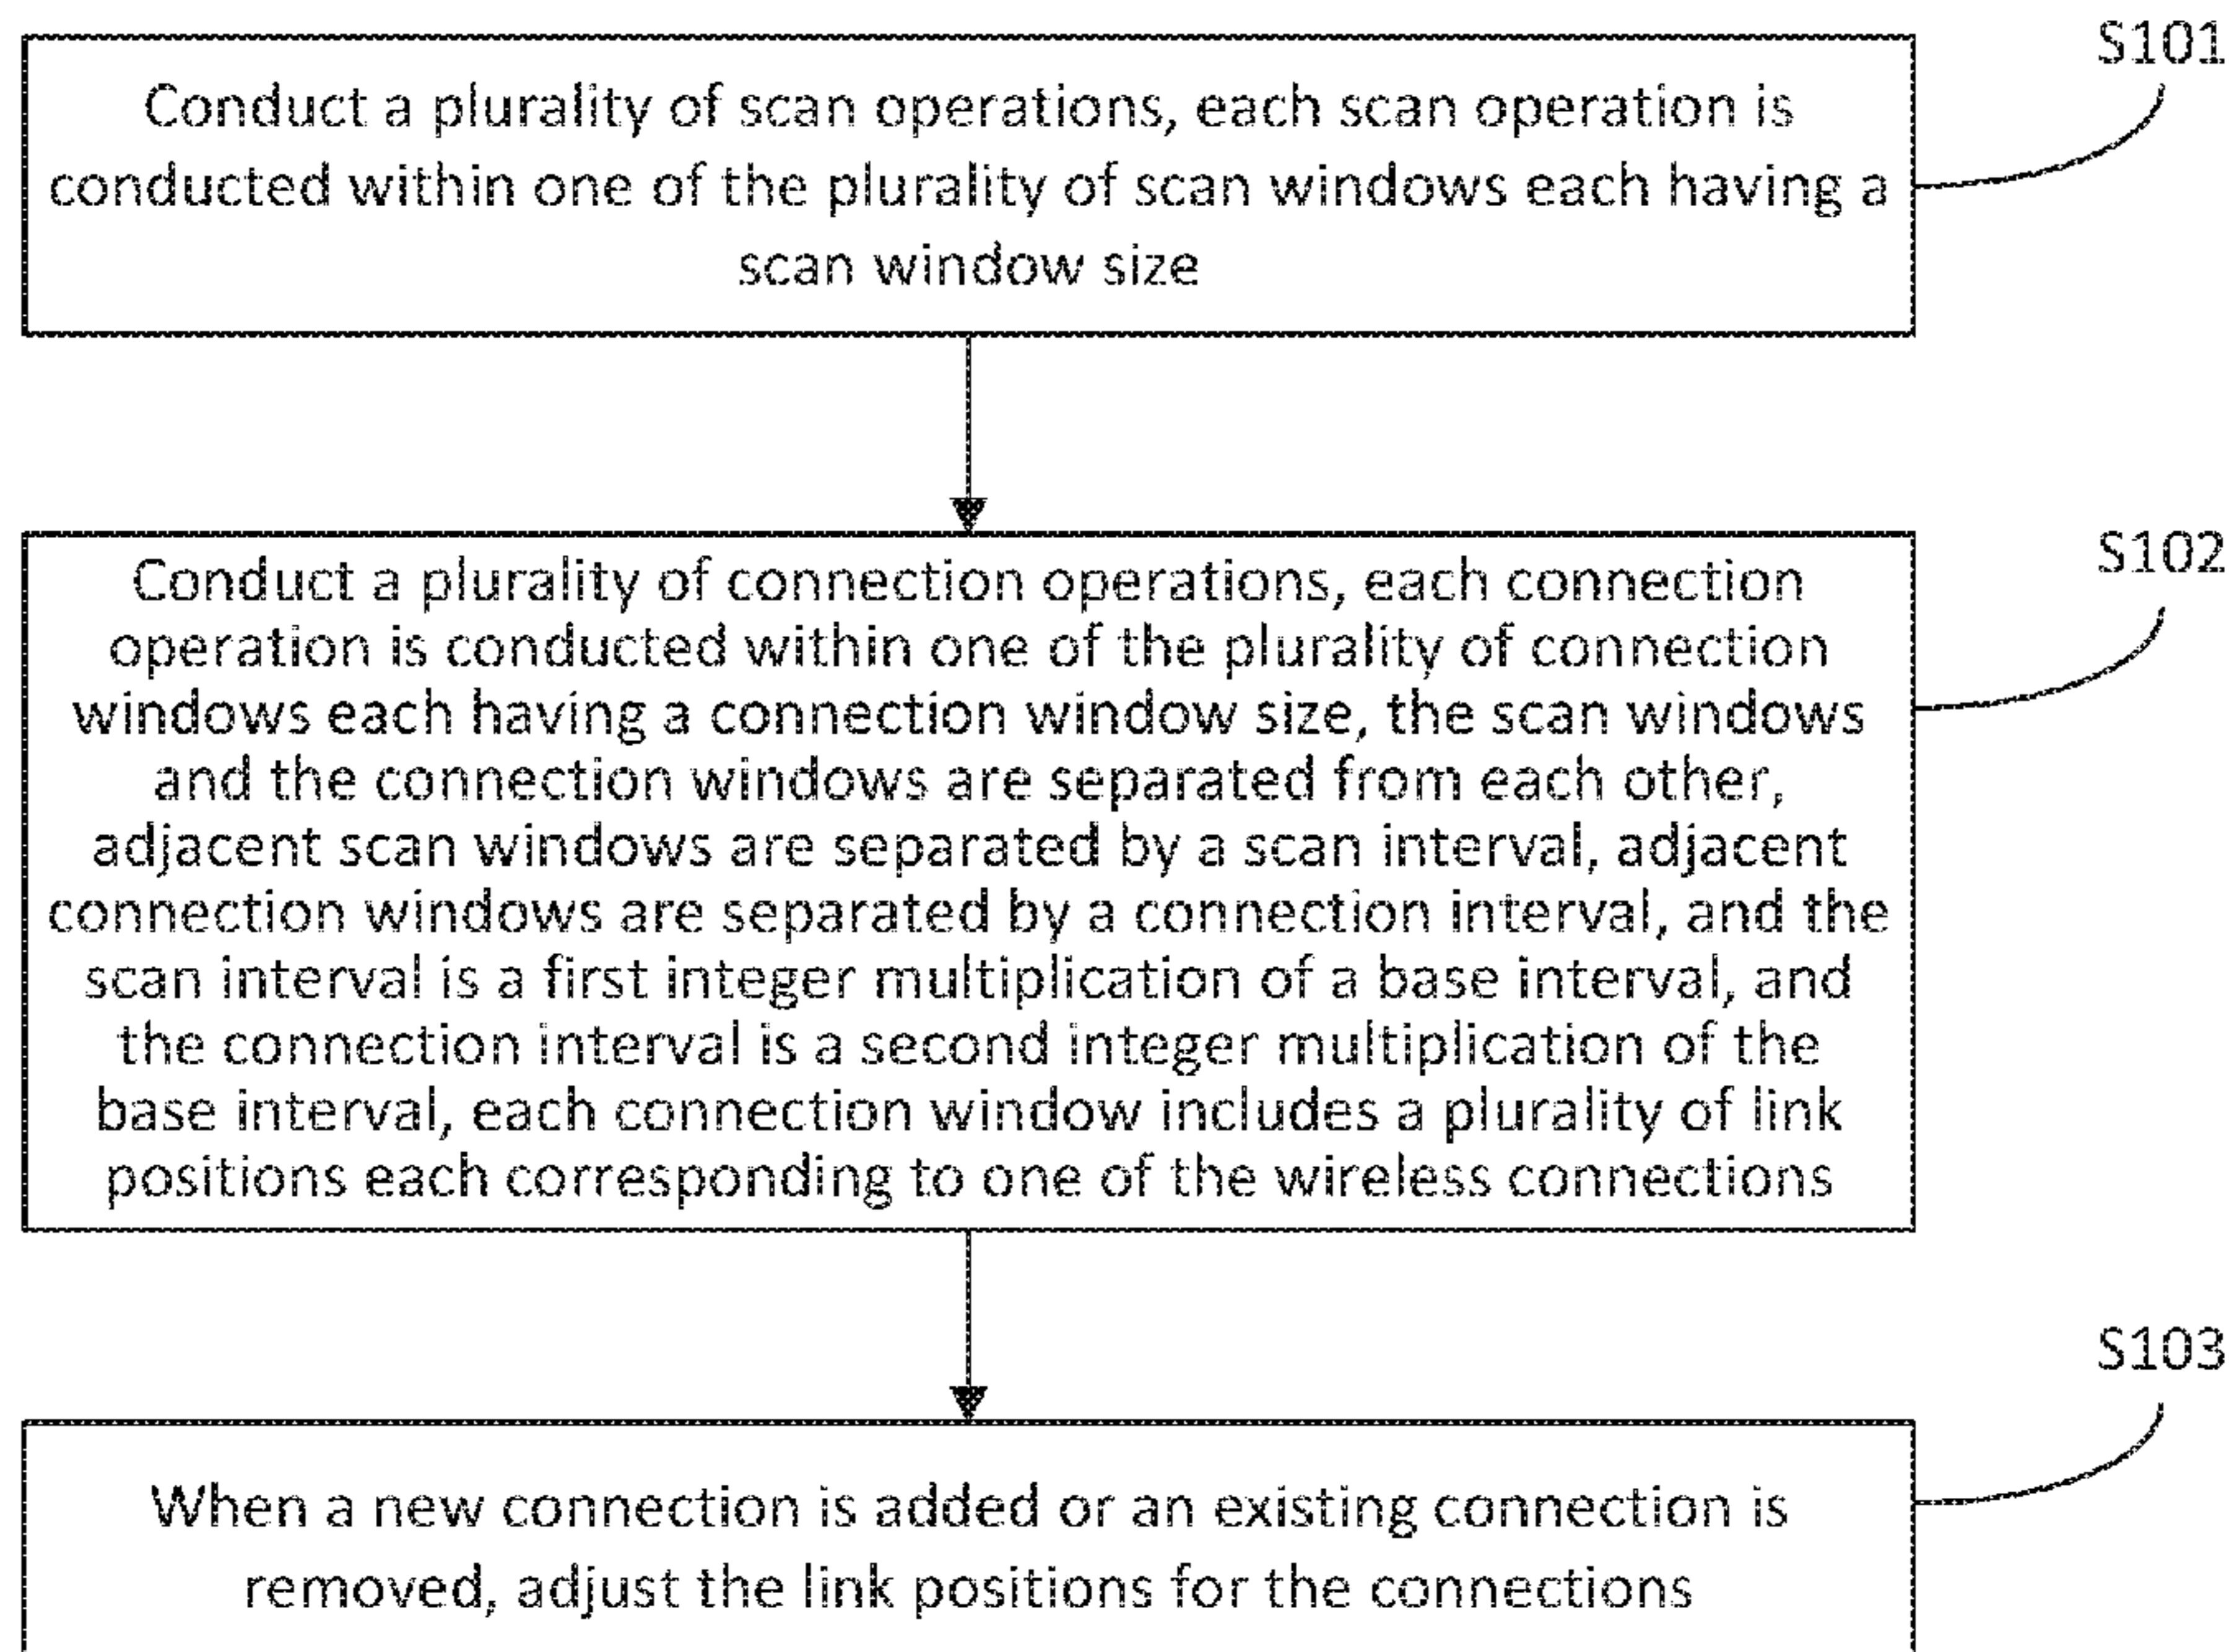 S101
Conduct a plurality of scan operations, each scan operation is
conducted within one of the plurality of scan windows each having a
scan window size
S102
Conduct a plurality of connection operations, each connection
operation is conducted within one of the plurality of connection
windows each having a connection window size, the scan windows
and the connection windows are separated from each other,
adjacent scan windows are separated by a scan interval, adjacent
connection windows are separated by a connection interval, and the
scan interval is a first integer multiplication of a base interval, and
the connection interval is a second integer multiplication of the
base interval, each connection window includes a plurality of link
positions each corresponding to one of the wireless connections
S103
When a new connection is added or an existing connection is
removed, adjust the link positions for the connections